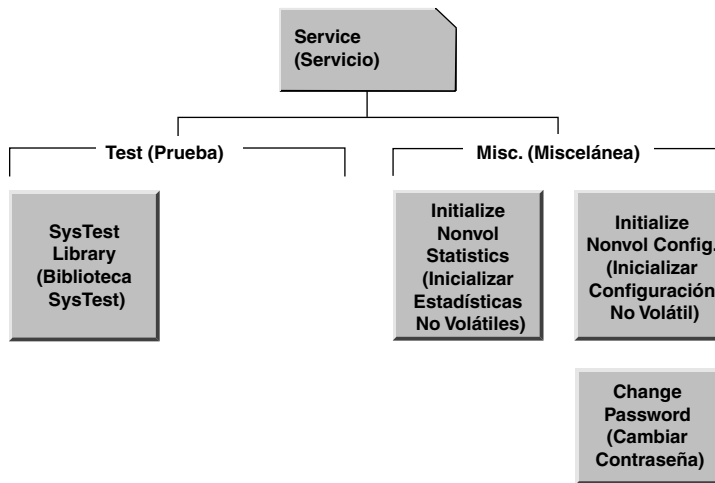 Service
(Servicio)
Test (Prueba)
Misc. (Miscelánea)
SysTest
Library
(Biblioteca
SysTest)
Initialize
Nonvol
Statistics
(Inicializar
Estadísticas
No Volátiles)
Initialize
Nonvol Config.
(Inicializar
Configuración
No Volátil)
Change
Password
(Cambiar
Contraseña)